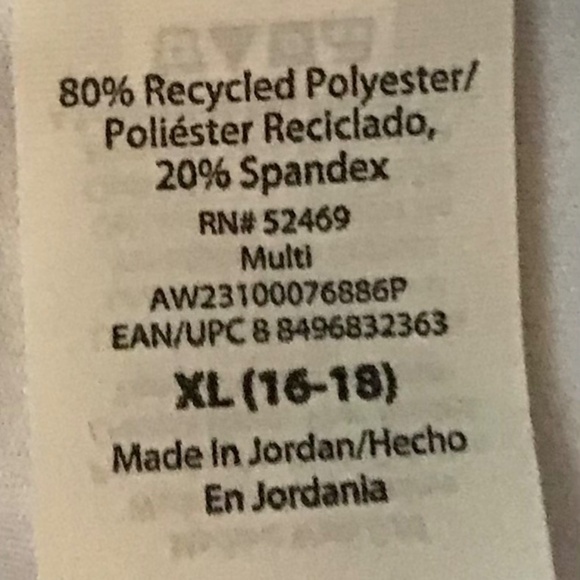 80% Recycled Polyester/
Poliéster Reciclado,
20% Spandex
RN# 52469
Multi
AW23100076886P
EAN/UPC 8 8496832363
XL (16-18)
Made In Jordan/Hecho
En Jordania